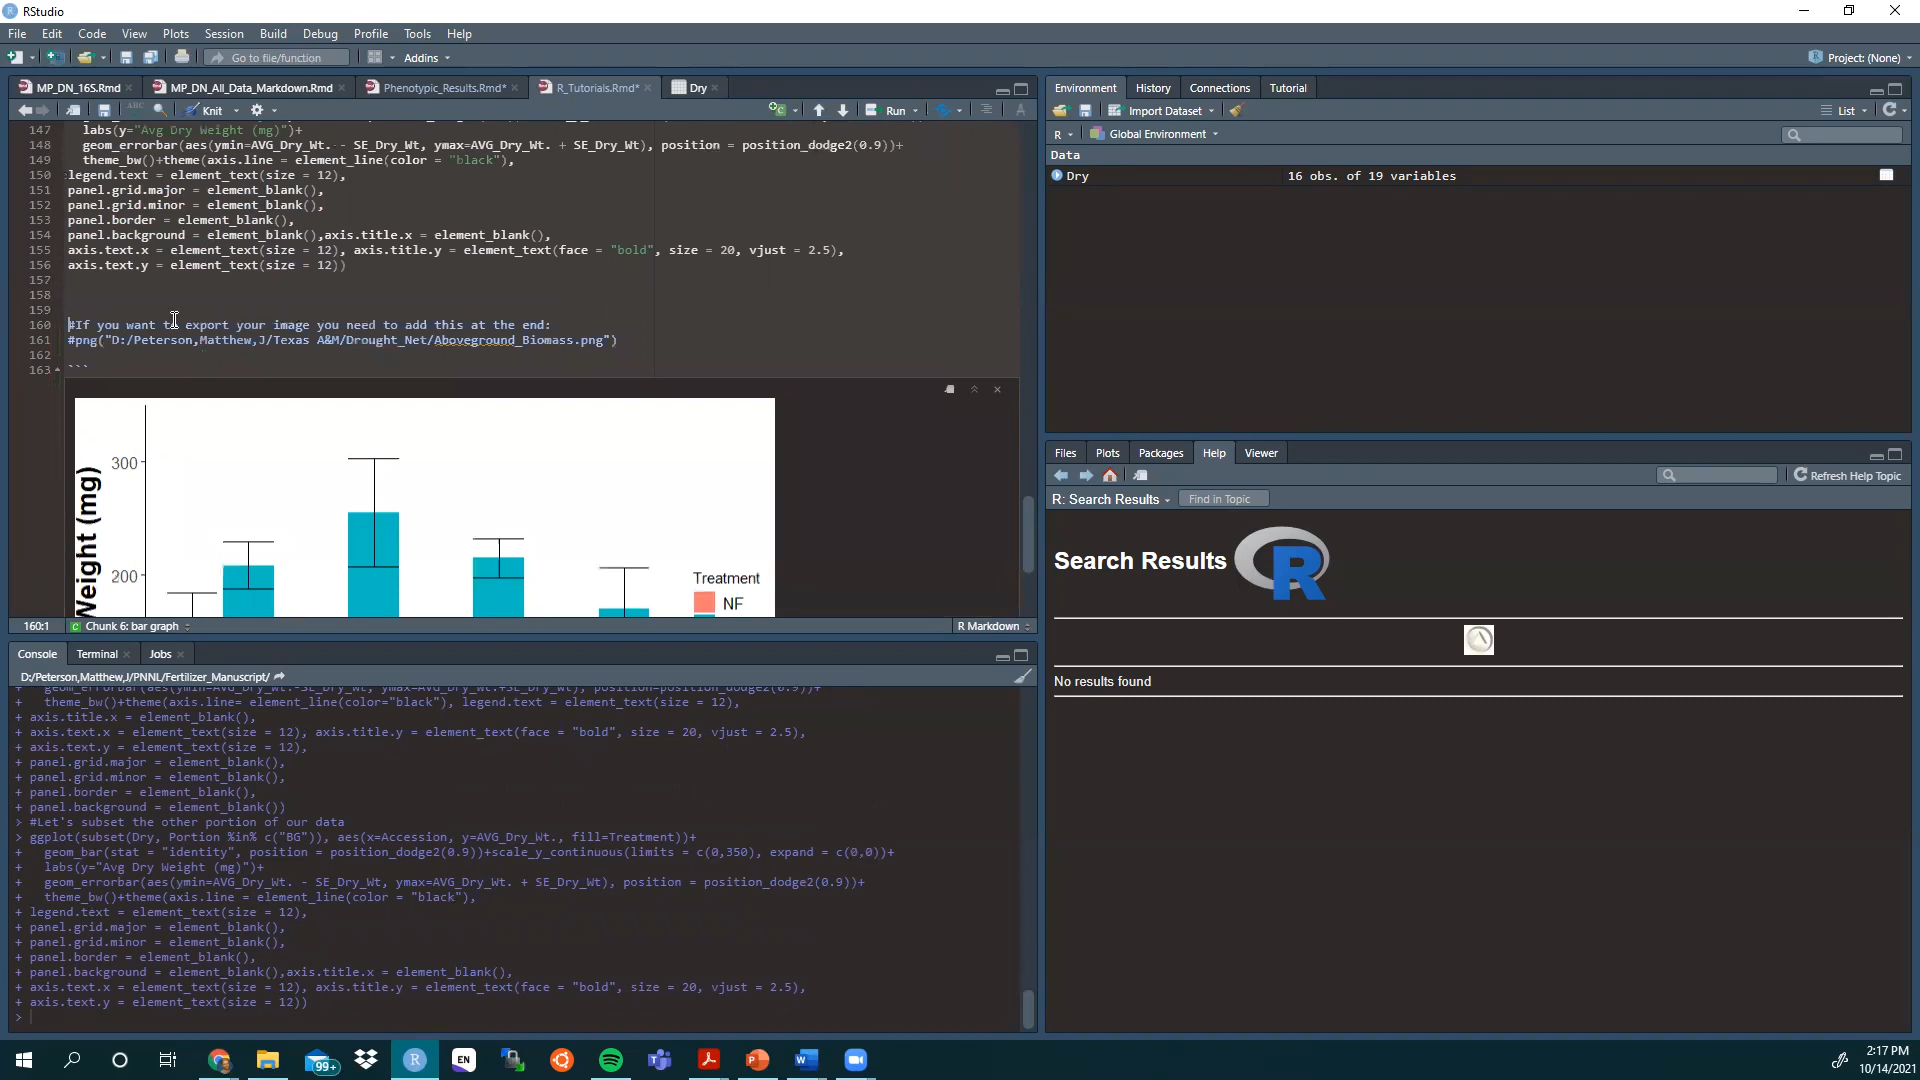 RStudio
File Edit Code View Plots Session Build Debug Profile Tools Help
Go to file/function Addins Project: (None)
MP_DN_16S.Rmd MP_DN_All_Data_Markdown.Rmd Phenotypic_Results.Rmd* R_Tutorials.Rmd* Dry
ABC Knit Run
147 labs(y="Avg Dry Weight (mg)")+
148 geom_errorbar(aes(ymin=AVG_Dry_Wt. - SE_Dry_Wt, ymax=AVG_Dry_Wt. + SE_Dry_Wt), position = position_dodge2(0.9))+
149 theme_bw()+theme(axis.line = element_line(color = "black"),
150 legend.text = element_text(size = 12),
151 panel.grid.major = element_blank(),
152 panel.grid.minor = element_blank(),
153 panel.border = element_blank(),
154 panel.background = element_blank(),axis.title.x = element_blank(),
155 axis.text.x = element_text(size = 12), axis.title.y = element_text(face = "bold", size = 20, vjust = 2.5),
156 axis.text.y = element_text(size = 12))
157
158
159
160 #If you want to export your image you need to add this at the end:
161 #png("D:/Peterson,Matthew,J/Texas A&M/Drought_Net/Aboveground_Biomass.png")
162
163 ```
Weight (mg)
300
200
Treatment
NF
160:1 Chunk 6: bar graph R Markdown
Console Terminal Jobs
D:/Peterson,Matthew,J/PNNL/Fertilizer_Manuscript/
+ geom_errorbar(aes(ymin=AVG_Dry_Wt.-SE_Dry_Wt, ymax=AVG_Dry_Wt.+SE_Dry_Wt), position=position_dodge2(0.9))+
+ theme_bw()+theme(axis.line= element_line(color="black"), legend.text = element_text(size = 12),
+ axis.title.x = element_blank(),
+ axis.text.x = element_text(size = 12), axis.title.y = element_text(face = "bold", size = 20, vjust = 2.5),
+ axis.text.y = element_text(size = 12),
+ panel.grid.major = element_blank(),
+ panel.grid.minor = element_blank(),
+ panel.border = element_blank(),
+ panel.background = element_blank())
> #Let's subset the other portion of our data
> ggplot(subset(Dry, Portion %in% c("BG")), aes(x=Accession, y=AVG_Dry_Wt., fill=Treatment))+
+ geom_bar(stat = "identity", position = position_dodge2(0.9))+scale_y_continuous(limits = c(0,350), expand = c(0,0))+
+ labs(y="Avg Dry Weight (mg)")+
+ geom_errorbar(aes(ymin=AVG_Dry_Wt. - SE_Dry_Wt, ymax=AVG_Dry_Wt. + SE_Dry_Wt), position = position_dodge2(0.9))+
+ theme_bw()+theme(axis.line = element_line(color = "black"),
+ legend.text = element_text(size = 12),
+ panel.grid.major = element_blank(),
+ panel.grid.minor = element_blank(),
+ panel.border = element_blank(),
+ panel.background = element_blank(),axis.title.x = element_blank(),
+ axis.text.x = element_text(size = 12), axis.title.y = element_text(face = "bold", size = 20, vjust = 2.5),
+ axis.text.y = element_text(size = 12))
>
Environment History Connections Tutorial
Import Dataset List
R Global Environment
Data
Dry 16 obs. of 19 variables
Files Plots Packages Help Viewer
Refresh Help Topic
R: Search Results Find in Topic
Search Results R
No results found
99+ R EN
2:17 PM
10/14/2021